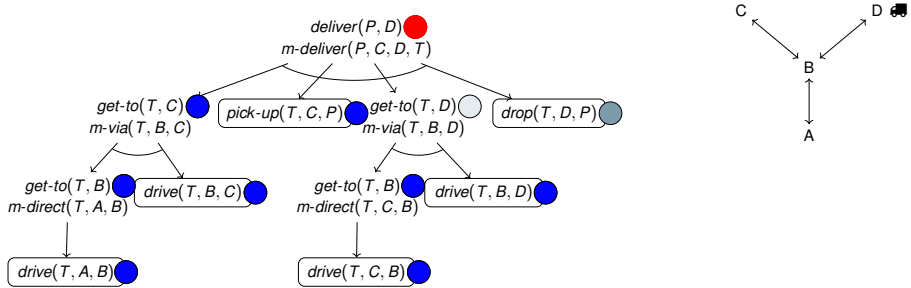 deliver(P, D)
m-deliver(P, C, D, T)
get-to(T, C)
m-via(T, B, C)
pick-up(T, C, P)
get-to(T, D)
m-via(T, B, D)
drop(T, D, P)
get-to(T, B)
m-direct(T, A, B)
drive(T, B, C)
get-to(T, B)
m-direct(T, C, B)
drive(T, B, D)
drive(T, A, B)
drive(T, C, B)
C
D
B
A